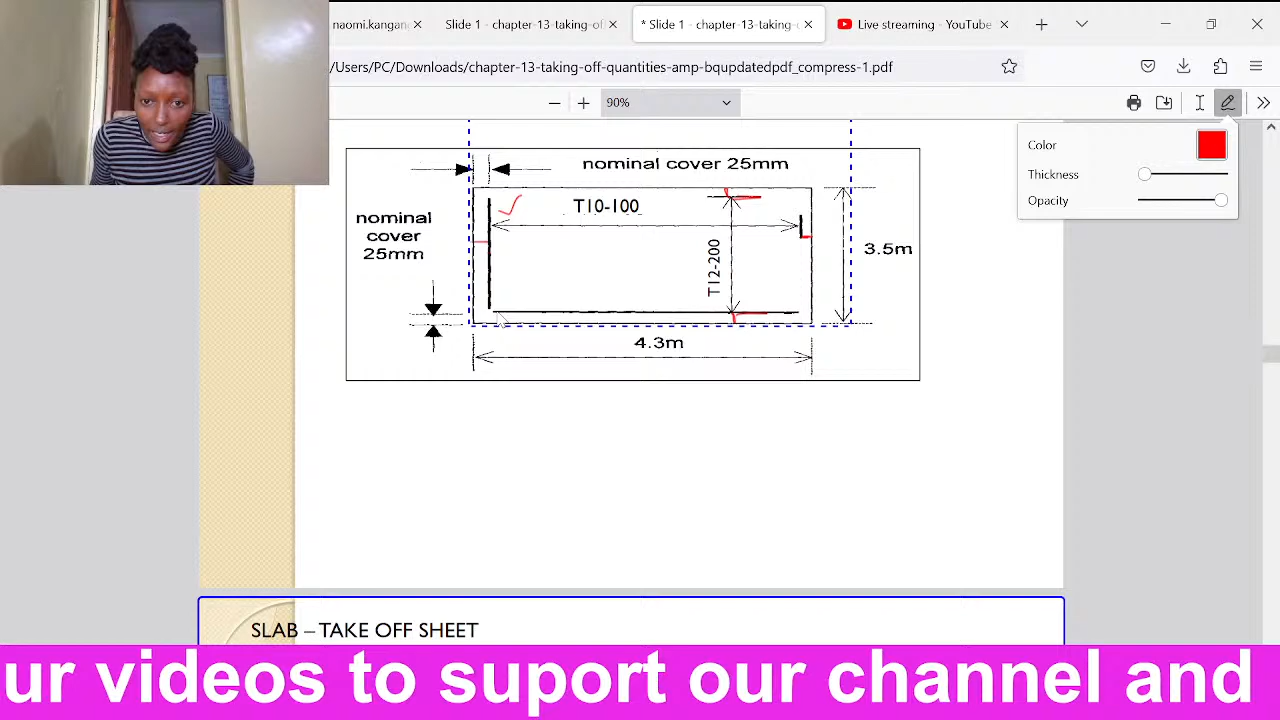 naomi.kangan
Slide 1 - chapter-13-taking-of
* Slide 1 - chapter-13-taking-
Live streaming - YouTube
/Users/PC/Downloads/chapter-13-taking-off-quantities-amp-bqupdatedpdf_compress-1.pdf
90%
Color
Thickness
Opacity
nominal cover 25mm
T10-100
nominal
cover
25mm
T12-200
3.5m
4.3m
SLAB – TAKE OFF SHEET
ur videos to suport our channel and